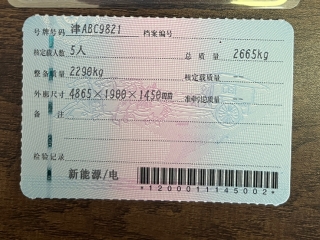 号牌号码 津ABC9821 档案编号
核定载人数 5人 总质量 2665kg
整备质量 2290kg 核定载质量 --
外廓尺寸 4865×1900×1450mm 准牵引总质量 --
备注
检验记录
新能源/电
*1200011145002*